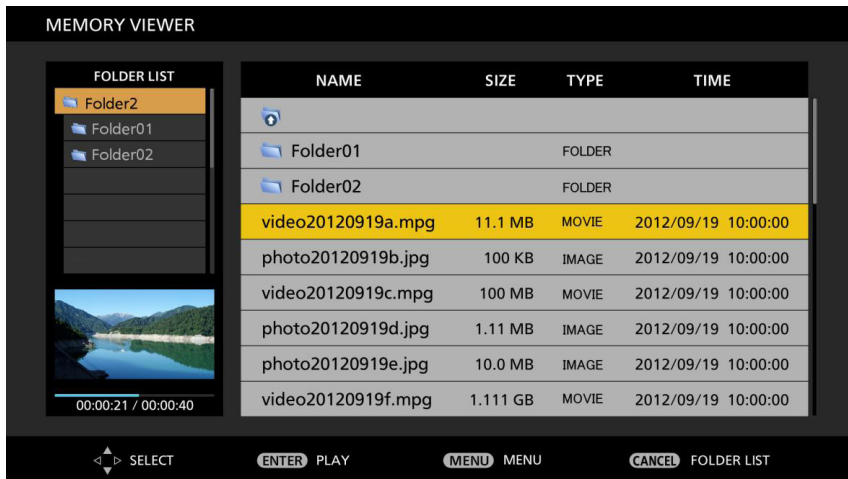 MEMORY VIEWER
FOLDER LIST
Folder2
Folder01
Folder02
00:00:21 / 00:00:40
NAME SIZE TYPE TIME
Folder01 FOLDER
Folder02 FOLDER
video20120919a.mpg 11.1 MB MOVIE 2012/09/19 10:00:00
photo20120919b.jpg 100 KB IMAGE 2012/09/19 10:00:00
video20120919c.mpg 100 MB MOVIE 2012/09/19 10:00:00
photo20120919d.jpg 1.11 MB IMAGE 2012/09/19 10:00:00
photo20120919e.jpg 10.0 MB IMAGE 2012/09/19 10:00:00
video20120919f.mpg 1.111 GB MOVIE 2012/09/19 10:00:00
SELECT ENTER PLAY MENU MENU CANCEL FOLDER LIST